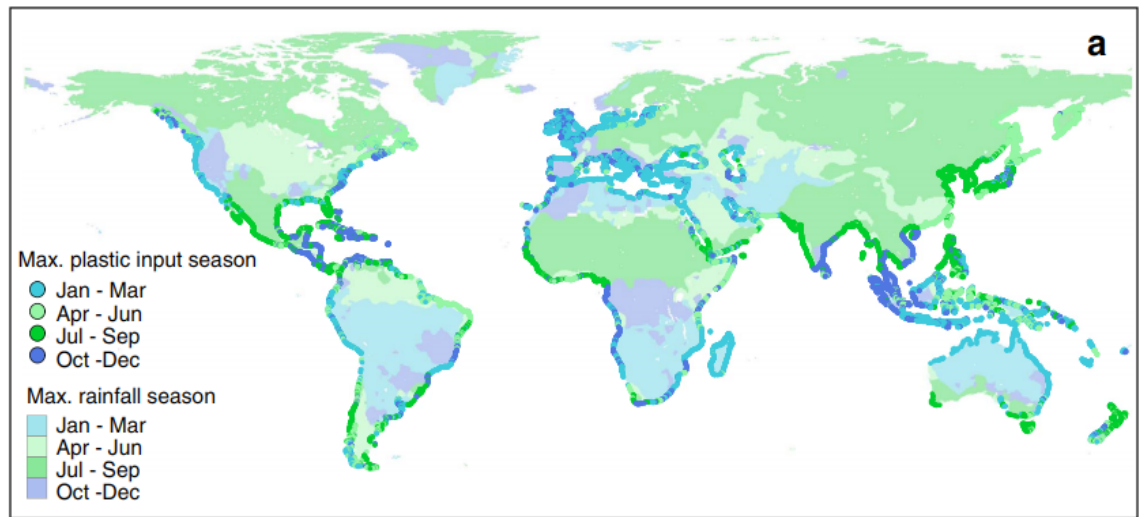 a
Max. plastic input season
Jan - Mar
Apr - Jun
Jul - Sep
Oct -Dec
Max. rainfall season
Jan - Mar
Apr - Jun
Jul - Sep
Oct -Dec